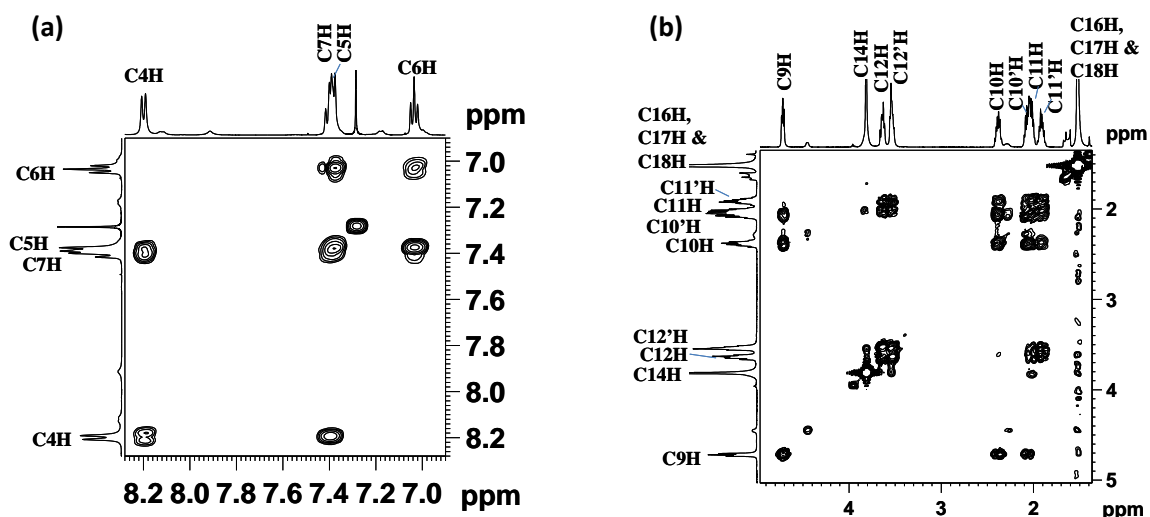 (a)
C4H
C7H
C5H
C6H
ppm
C6H
C5H
C7H
C4H
7.0
7.2
7.4
7.6
7.8
8.0
8.2
8.2 8.0 7.8 7.6 7.4 7.2 7.0 ppm
(b)
C9H
C14H
C12H
C12'H
C10H
C10'H
C11H
C11'H
C16H,
C17H &
C18H
ppm
C16H,
C17H &
C18H
C11'H
C11H
C10'H
C10H
C12'H
C12H
C14H
C9H
2
3
4
5
4 3 2 ppm